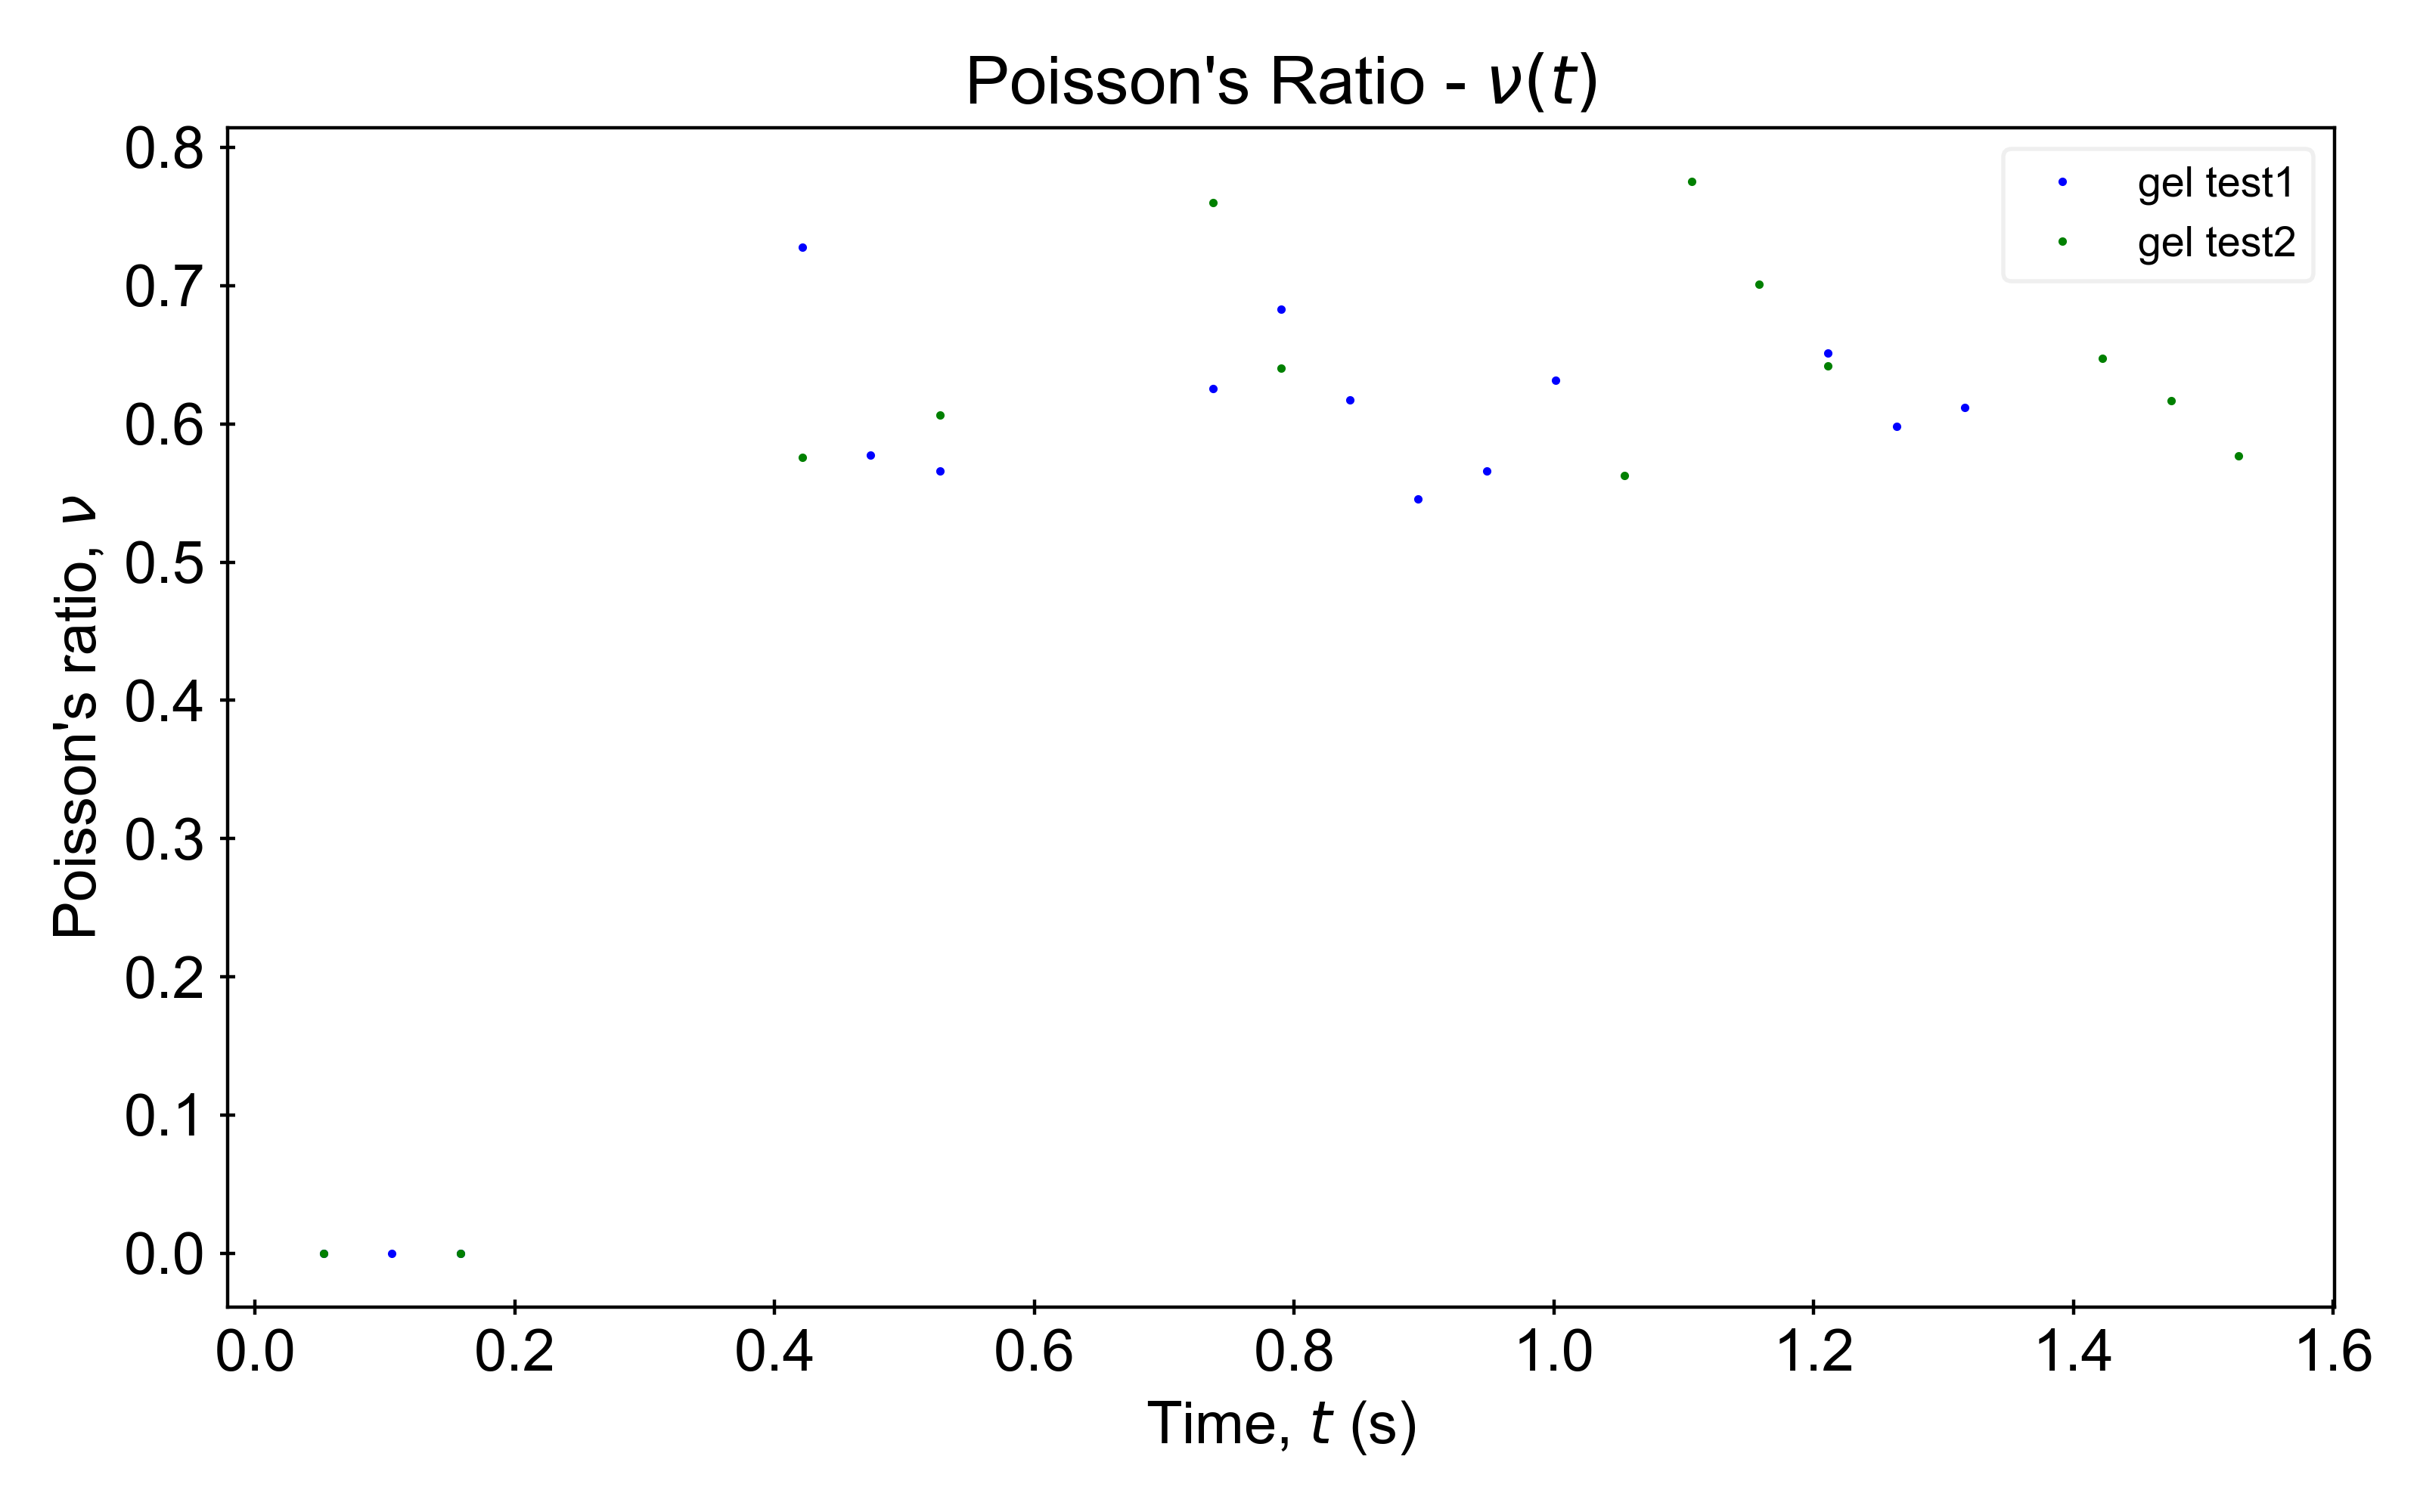 Poisson's Ratio - ν(t)
0.8
0.7
0.6
0.5
0.4
0.3
0.2
0.1
0.0
Poisson's ratio, ν
gel test1
gel test2
0.0 0.2 0.4 0.6 0.8 1.0 1.2 1.4 1.6
Time, t (s)